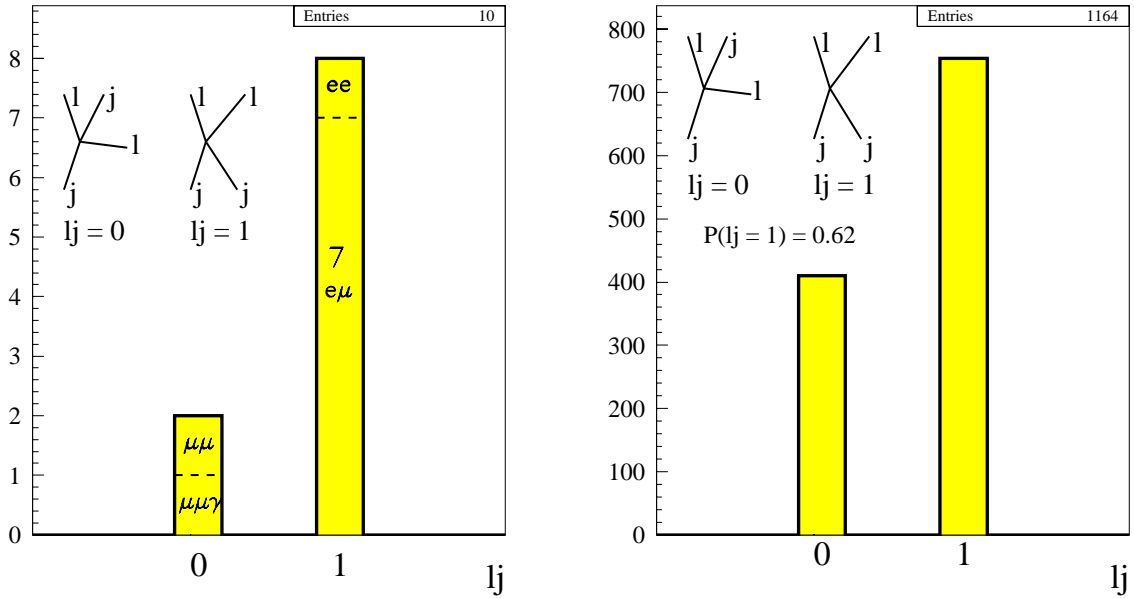 Entries 10
8
7
6
5
4
3
2
1
0
l j l l
l
j j j
lj = 0 lj = 1
ee
7
eμ
μμ
μμγ
0 1
lj
Entries 1164
800
700
600
500
400
300
200
100
0
l j l l
l
j j j
lj = 0 lj = 1
P(lj = 1) = 0.62
0 1
lj